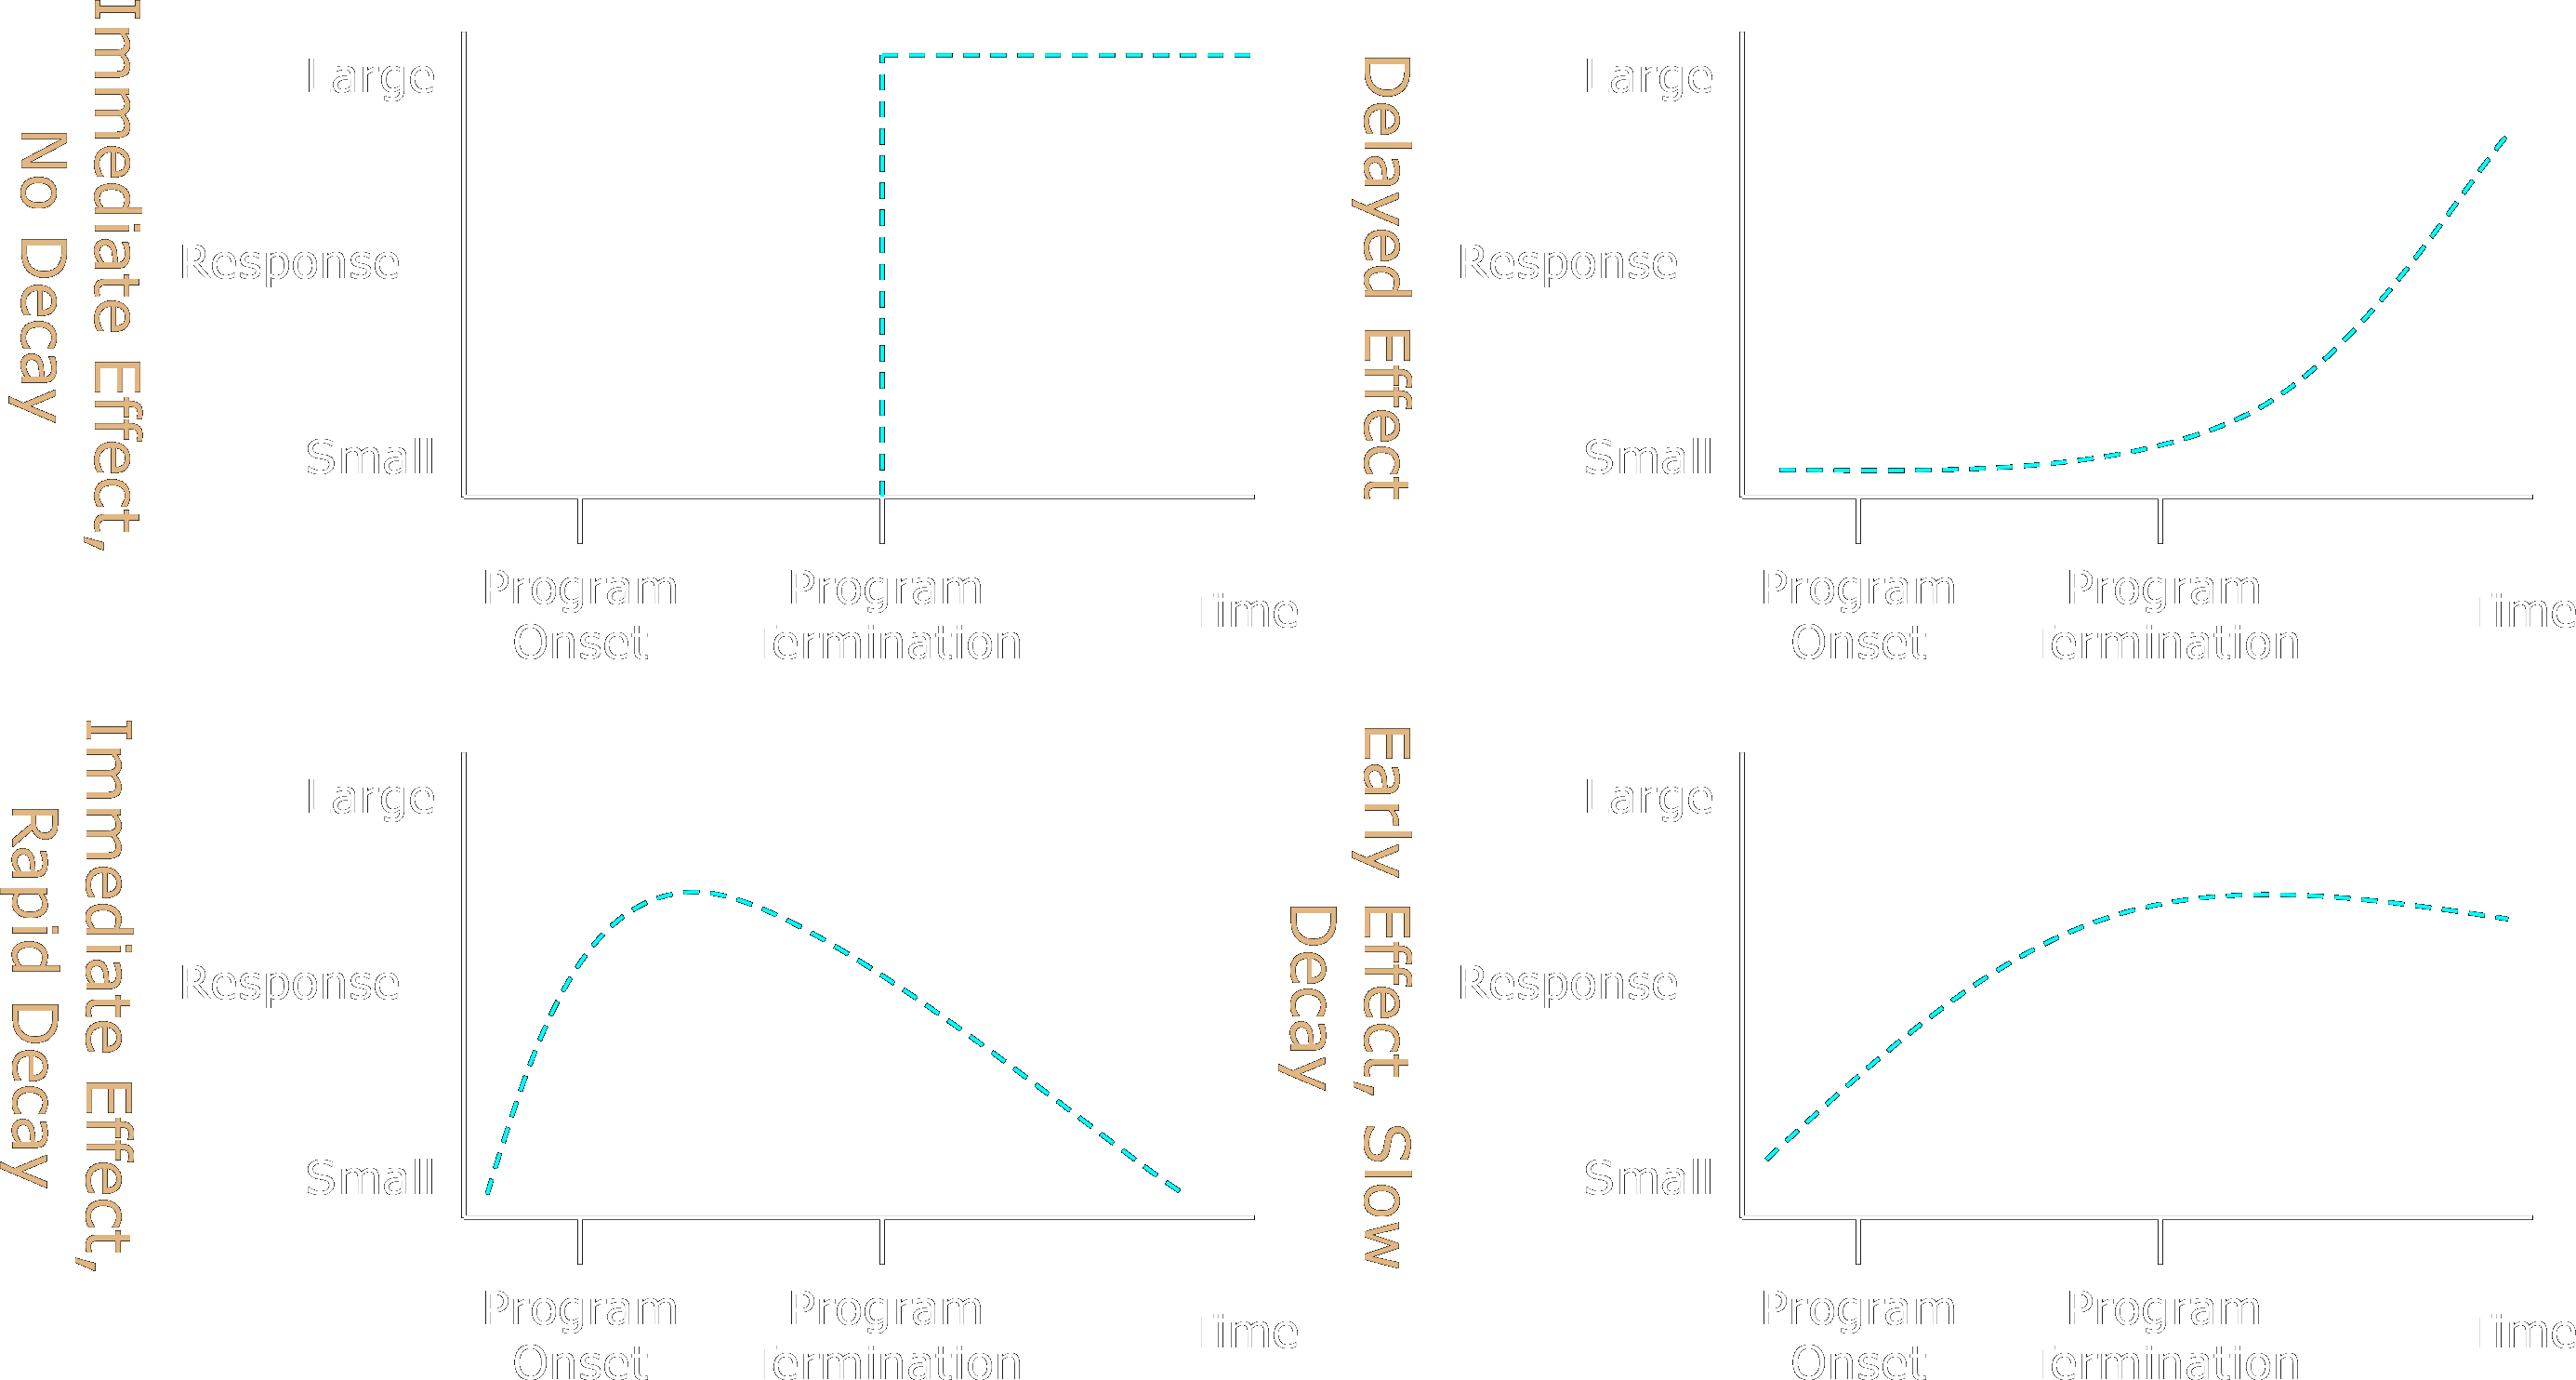 Immediate Effect,
No Decay
Large
Response
Small
Program
Onset
Program
Termination
Time
Delayed Effect
Large
Response
Small
Program
Onset
Program
Termination
Time
Immediate Effect,
Rapid Decay
Large
Response
Small
Program
Onset
Program
Termination
Time
Early Effect, Slow
Decay
Large
Response
Small
Program
Onset
Program
Termination
Time